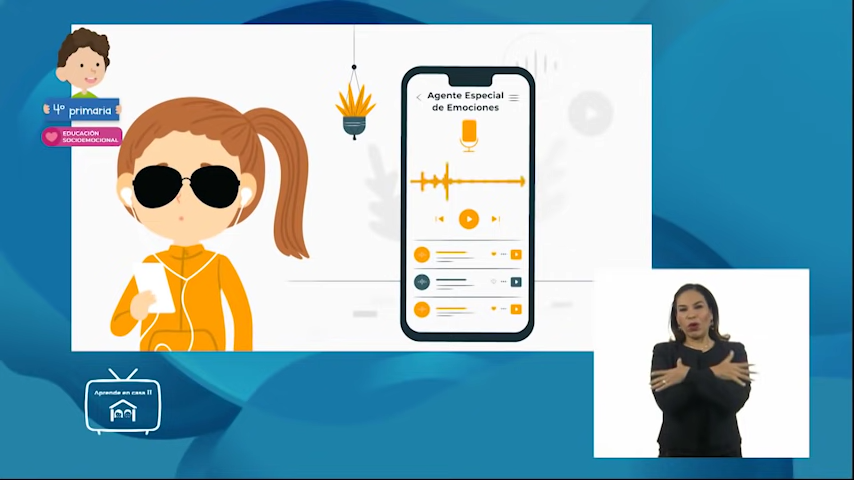 4º primaria
EDUCACIÓN
SOCIOEMOCIONAL
Agente Especial
de Emociones
Aprende en casa II